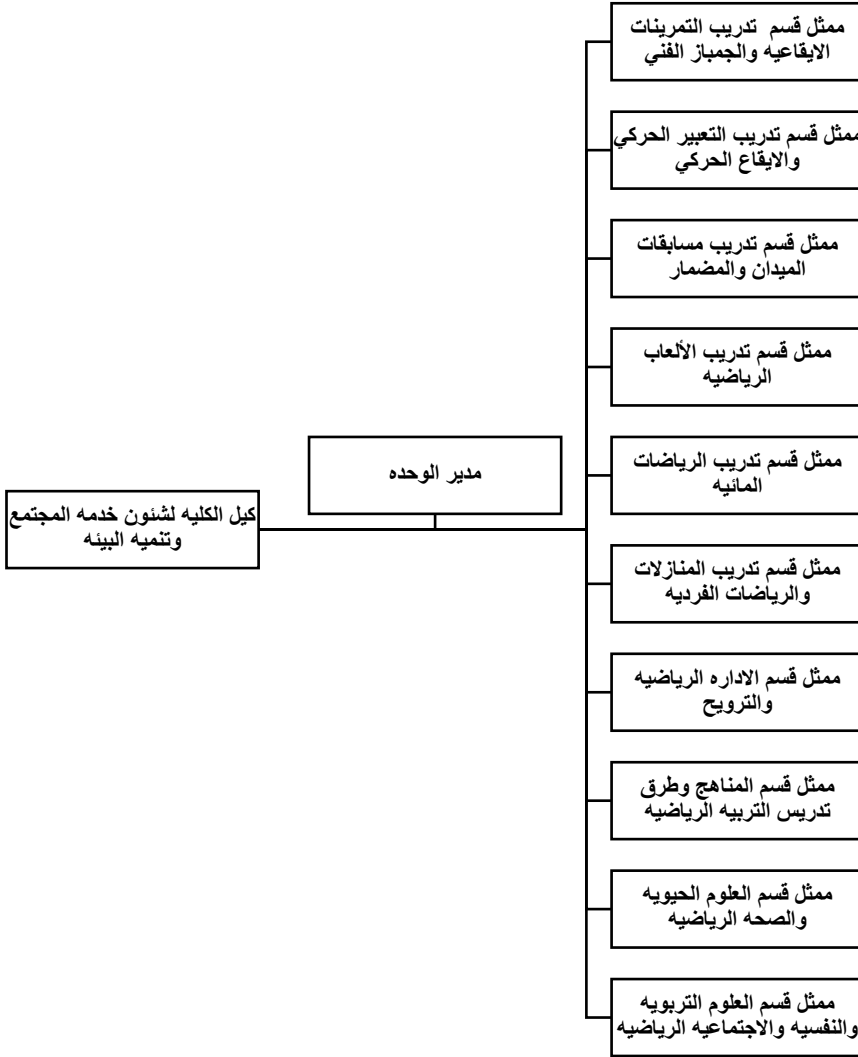 ممثل قسم تدريب التمرينات
الايقاعيه والجمباز الفني
ممثل قسم تدريب التعبير الحركي
والايقاع الحركي
ممثل قسم تدريب مسابقات
الميدان والمضمار
ممثل قسم تدريب الألعاب
الرياضيه
مدير الوحده
ممثل قسم تدريب الرياضات
المائيه
كيل الكليه لشئون خدمه المجتمع
وتنميه البيئه
ممثل قسم تدريب المنازلات
والرياضات الفرديه
ممثل قسم الاداره الرياضيه
والترويح
ممثل قسم المناهج وطرق
تدريس التربيه الرياضيه
ممثل قسم العلوم الحيويه
والصحه الرياضيه
ممثل قسم العلوم التربويه
والنفسيه والاجتماعيه الرياضيه